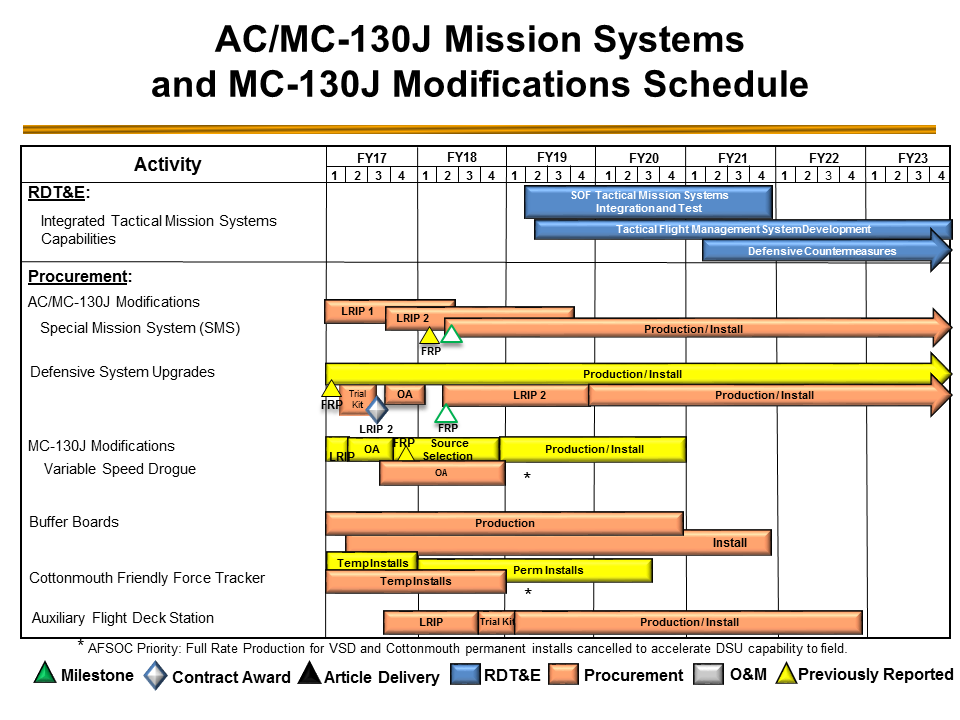 AC/MC-130J Mission Systems
and MC-130J Modifications Schedule
Activity
FY17 FY18 FY19 FY20 FY21 FY22 FY23
1 2 3 4 1 2 3 4 1 2 3 4 1 2 3 4 1 2 3 4 1 2 3 4 1 2 3 4
RDT&E:
SOF Tactical Mission Systems
Integration and Test
Integrated Tactical Mission Systems
Capabilities
Tactical Flight Management System Development
Defensive Countermeasures
Procurement:
AC/MC-130J Modifications
LRIP 1
LRIP 2
Special Mission System (SMS)
Production / Install
FRP
Defensive System Upgrades
Production / Install
FRP
Trial
Kit
OA
LRIP 2
Production / Install
LRIP 2
FRP
MC-130J Modifications
LRIP
OA
FRP
Source
Selection
Production / Install
Variable Speed Drogue
OA
*
Buffer Boards
Production
Install
Temp Installs
Perm Installs
Cottonmouth Friendly Force Tracker
Temp Installs
*
Auxiliary Flight Deck Station
LRIP
Trial Kit
Production / Install
* AFSOC Priority: Full Rate Production for VSD and Cottonmouth permanent installs cancelled to accelerate DSU capability to field.
Milestone Contract Award Article Delivery RDT&E Procurement O&M Previously Reported